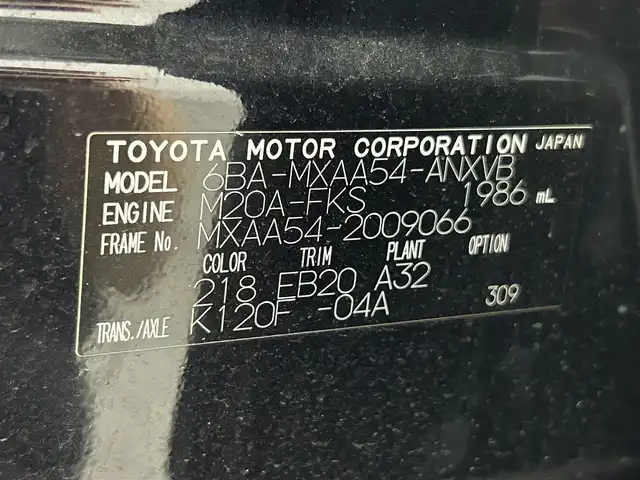 TOYOTA MOTOR CORPORATION JAPAN
MODEL 6BA-MXAA54-ANXVB
ENGINE M20A-FKS 1986 mL
FRAME No. MXAA54-2009066
COLOR TRIM PLANT OPTION
218 EB20 A32
TRANS./AXLE K120F -04A 309